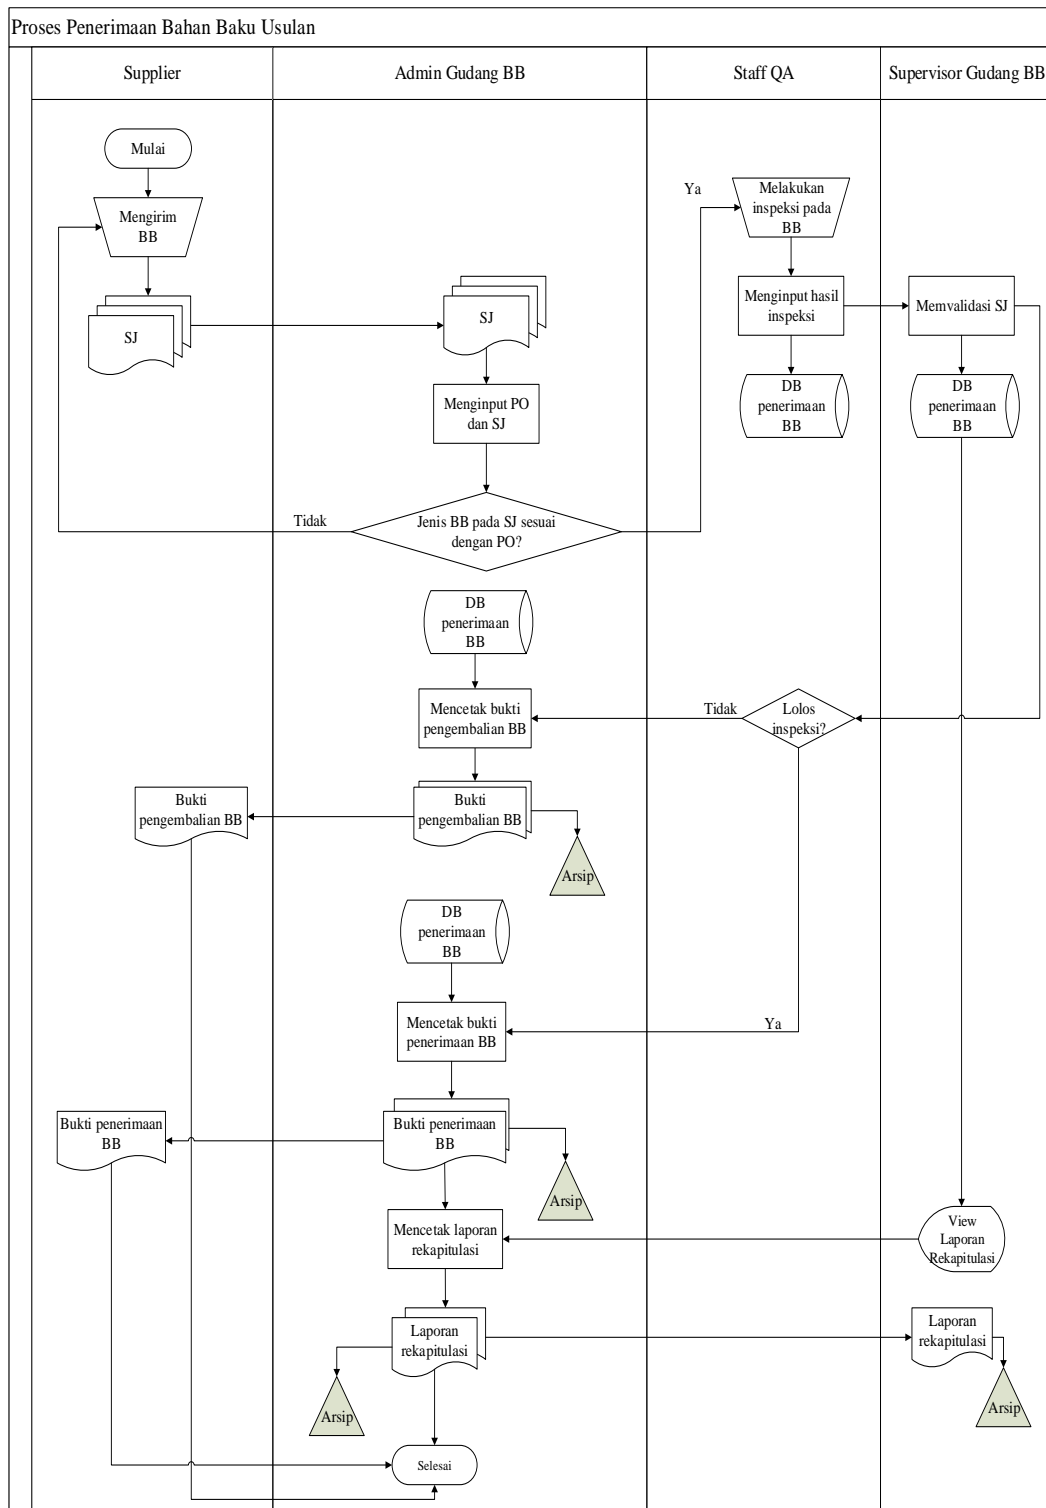 Proses Penerimaan Bahan Baku Usulan
Supplier
Admin Gudang BB
Staff QA
Supervisor Gudang BB
Mulai
Mengirim
BB
SJ
SJ
Menginput PO
dan SJ
Jenis BB pada SJ sesuai
dengan PO?
Tidak
Ya
Melakukan
inspeksi pada
BB
Menginput hasil
inspeksi
DB
penerimaan
BB
Memvalidasi SJ
DB
penerimaan
BB
DB
penerimaan
BB
Mencetak bukti
pengembalian BB
Tidak
Lolos
inspeksi?
Bukti
pengembalian BB
Bukti
pengembalian BB
Arsip
DB
penerimaan
BB
Mencetak bukti
penerimaan BB
Ya
Bukti penerimaan
BB
Bukti penerimaan
BB
Arsip
Mencetak laporan
rekapitulasi
View
Laporan
Rekapitulasi
Laporan
rekapitulasi
Laporan
rekapitulasi
Arsip
Arsip
Selesai